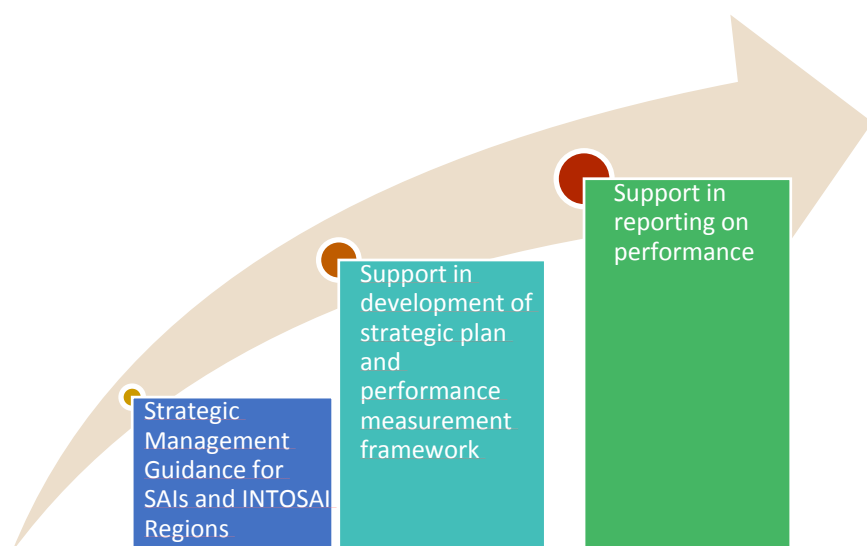 Strategic
Management
Guidance for
SAIs and INTOSAI
Regions
Support in
development of
strategic plan
and
performance
measurement
framework
Support in
reporting on
performance